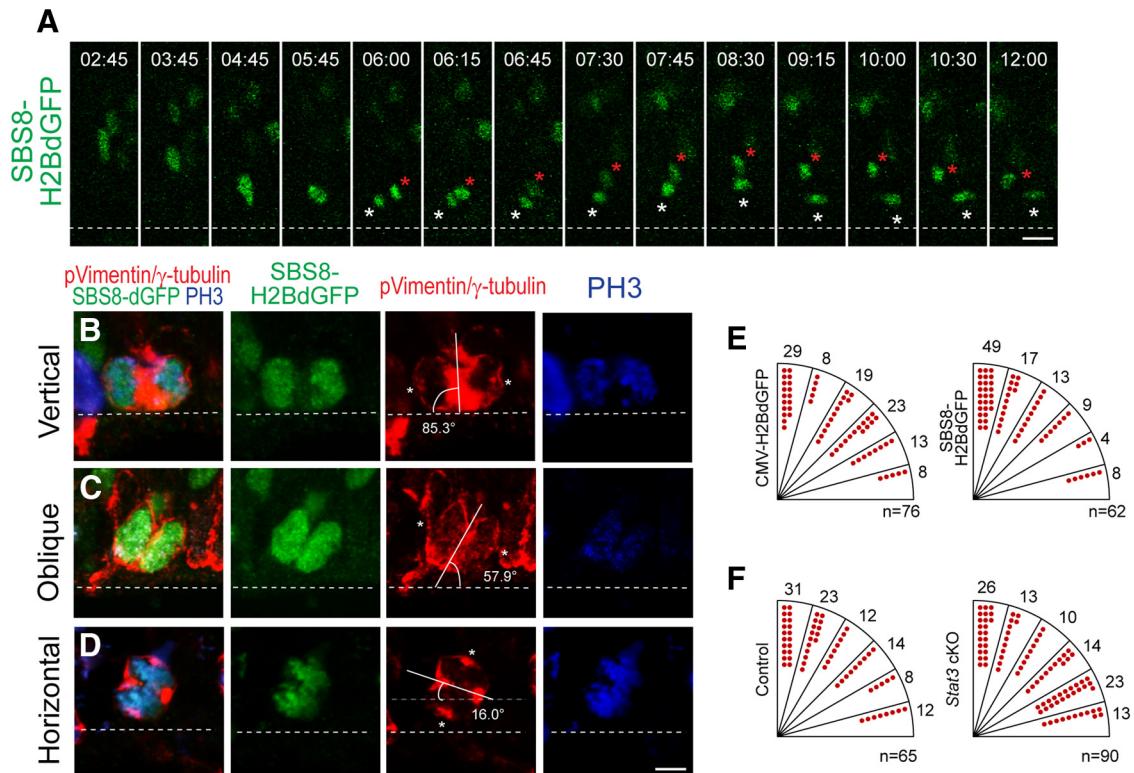 A
SBS8-
H2BdGFP
02:45 03:45 04:45 05:45 06:00 06:15 06:45 07:30 07:45 08:30 09:15 10:00 10:30 12:00
* * * * * * * * * *
* * * * * * * * * *
pVimentin/γ-tubulin
SBS8-dGFP PH3
SBS8-
H2BdGFP
pVimentin/γ-tubulin
PH3
B
Vertical
* *
85.3°
C
Oblique
* *
57.9°
D
Horizontal
* *
16.0°
E
CMV-H2BdGFP
29 8 19 23 13 8
n=76
SBS8-
H2BdGFP
49 17 13 9 4 8
n=62
F
Control
31 23 12 14 8 12
n=65
Stat3 cKO
26 13 10 14 23 13
n=90